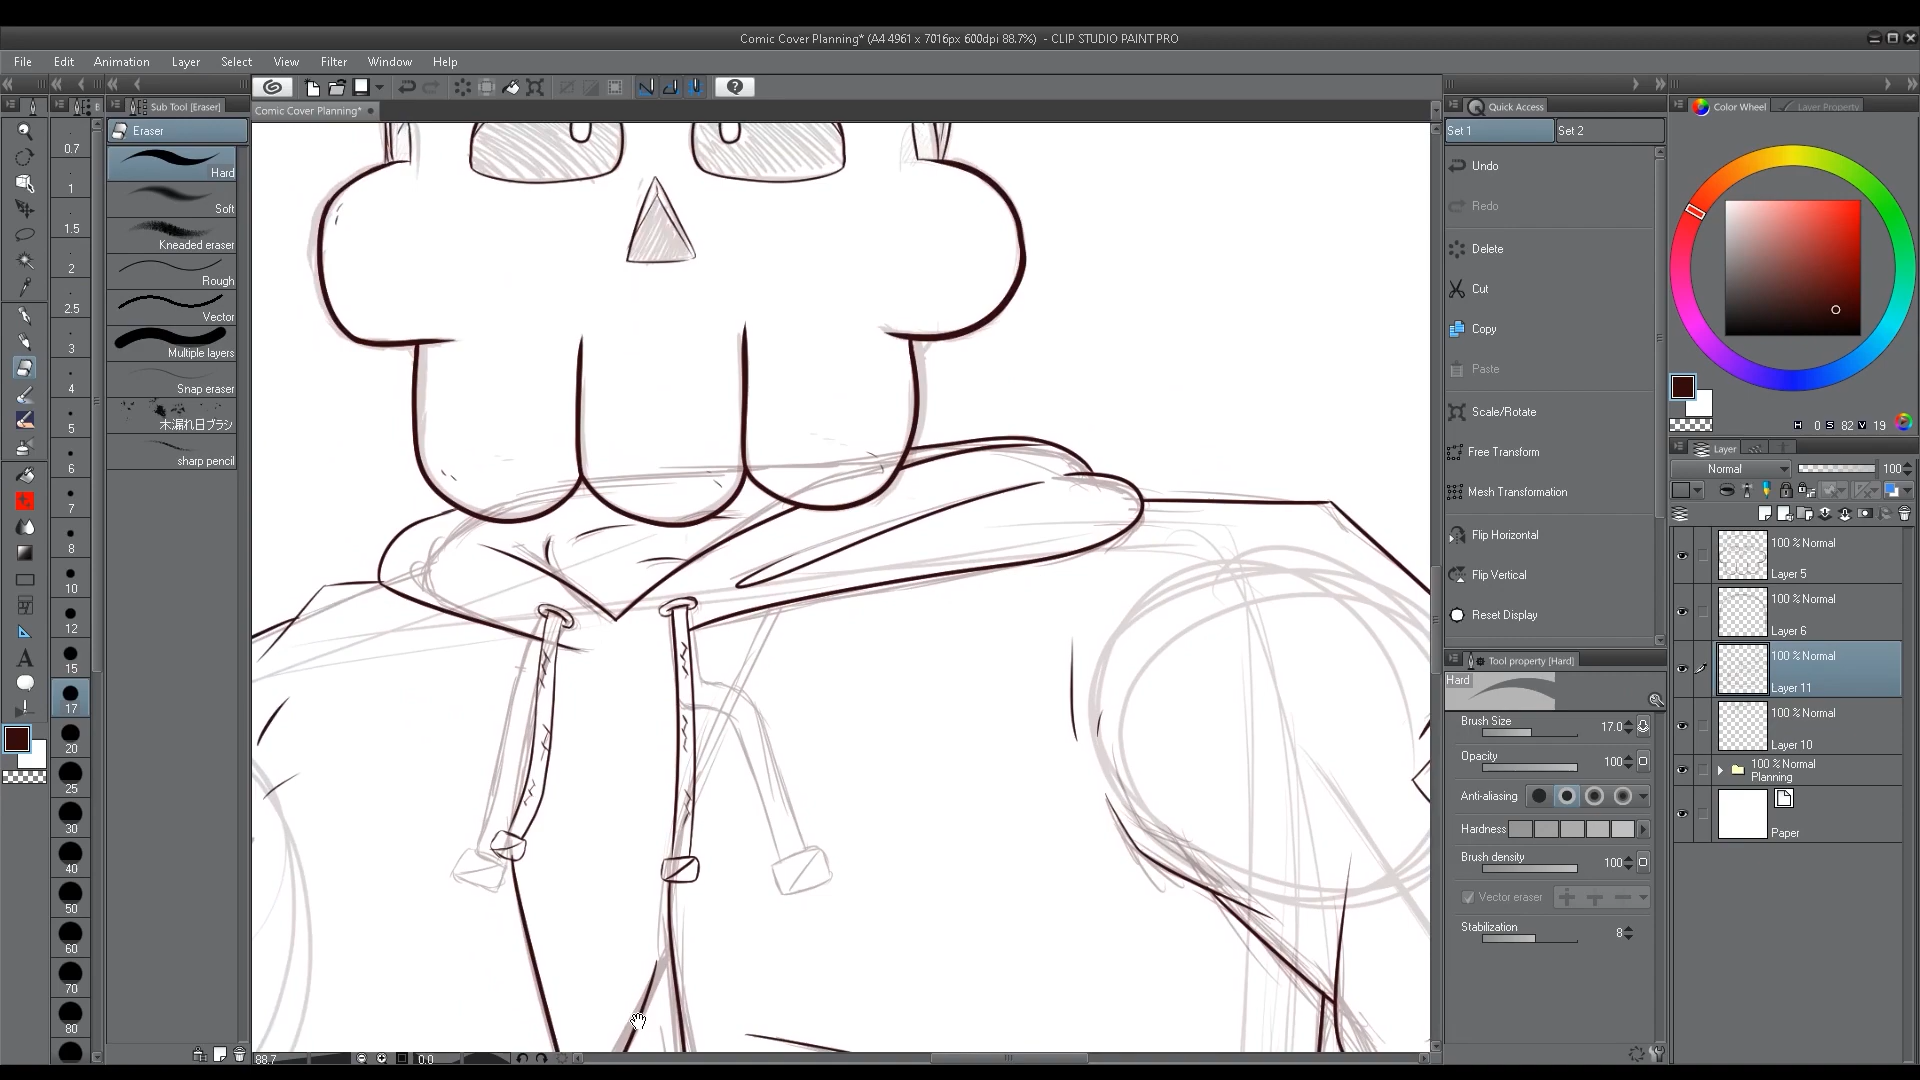 Comic Cover Planning* (A4 4961 x 7016px 600dpi 88.7%) - CLIP STUDIO PAINT PRO
File Edit Animation Layer Select View Filter Window Help
Sub Tool [Eraser]
Comic Cover Planning*
Quick Access
Color Wheel
Layer Property
Eraser
Set 1
Set 2
0.7
1
1.5
2
2.5
3
4
5
6
7
8
10
12
15
17
20
25
30
40
50
60
70
80
Hard
Soft
Kneaded eraser
Rough
Vector
Multiple layers
Snap eraser
木漏れ日ブラシ
sharp pencil
Undo
Redo
Delete
Cut
Copy
Paste
Scale/Rotate
Free Transform
Mesh Transformation
Flip Horizontal
Flip Vertical
Reset Display
Tool property [Hard]
Hard
Brush Size 17.0
Opacity 100
Anti-aliasing
Hardness
Brush density 100
Vector eraser
Stabilization 8
H 0 S 82 V 19
Layer
Normal 100
100 % Normal
Layer 5
100 % Normal
Layer 6
100 % Normal
Layer 11
100 % Normal
Layer 10
100 % Normal
Planning
Paper
88.7 0.0